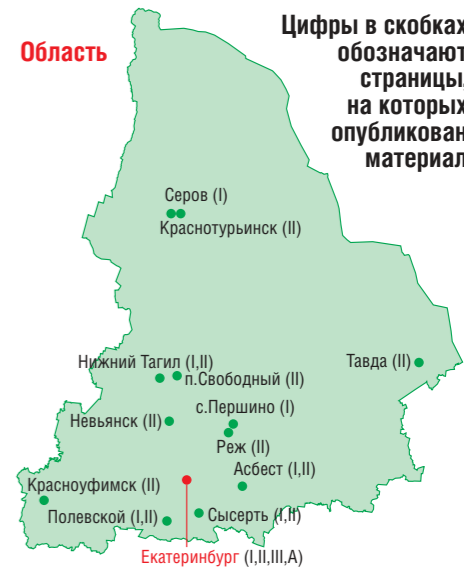 Область
Цифры в скобках
обозначают
страницы,
на которых
опубликован
материал
Серов (I)
Краснотурьинск (II)
Нижний Тагил (I,II)
Тавда (II)
п.Свободный (II)
с.Першино (I)
Невьянск (II)
Реж (II)
Асбест (I,II)
Красноуфимск (II)
Полевской (I,II)
Сысерть (I,II)
Екатеринбург (I,II,III,А)